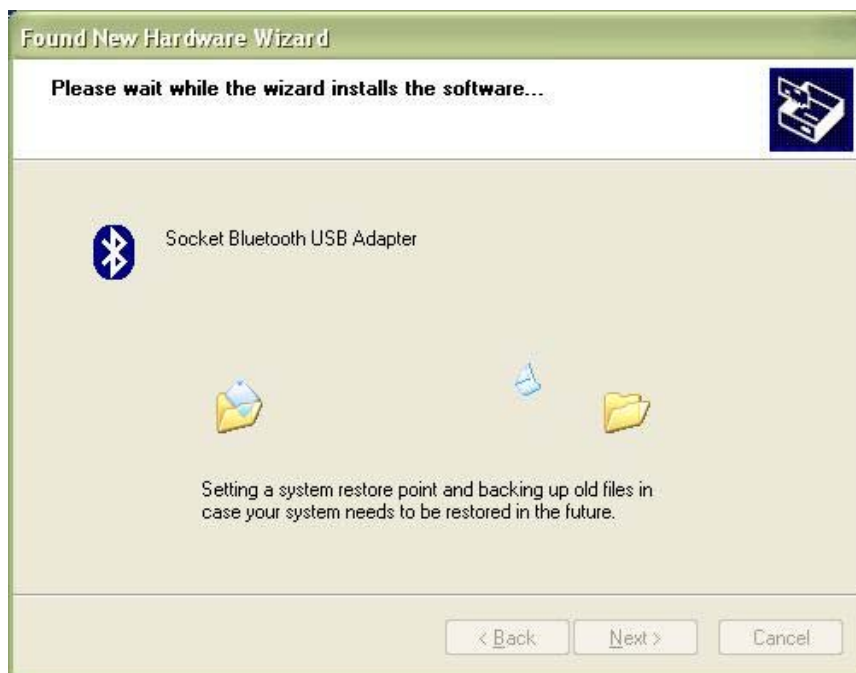 Found New Hardware Wizard
Please wait while the wizard installs the software...
Socket Bluetooth USB Adapter
Setting a system restore point and backing up old files in
case your system needs to be restored in the future.
< Back Next > Cancel